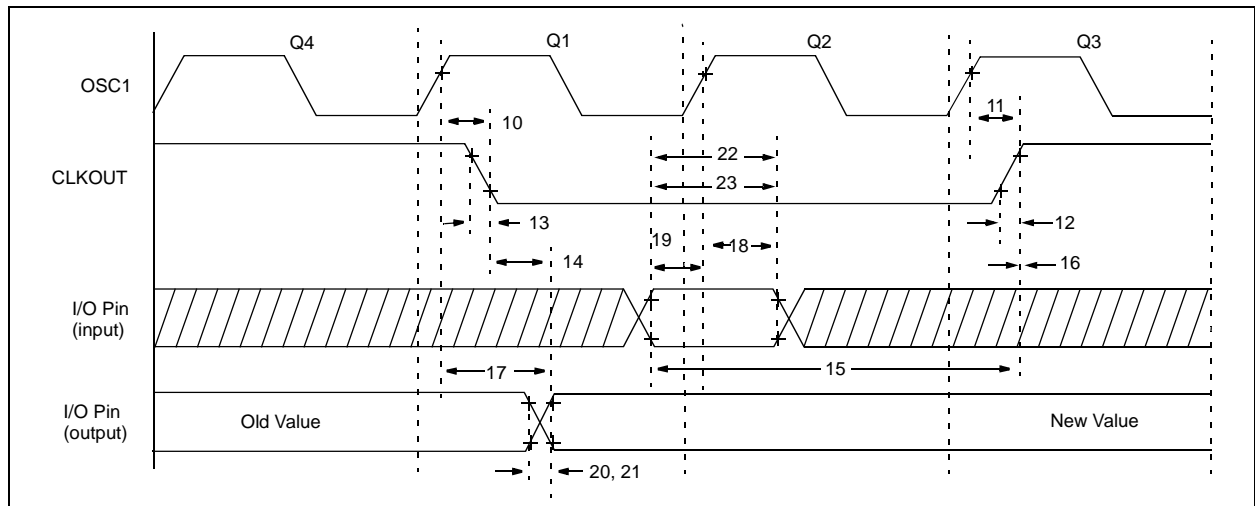 Q4 Q1 Q2 Q3
OSC1
10 11
22
CLKOUT
23
13 12
19 18
14 16
I/O Pin
(input)
17 15
I/O Pin
(output)
Old Value New Value
20, 21